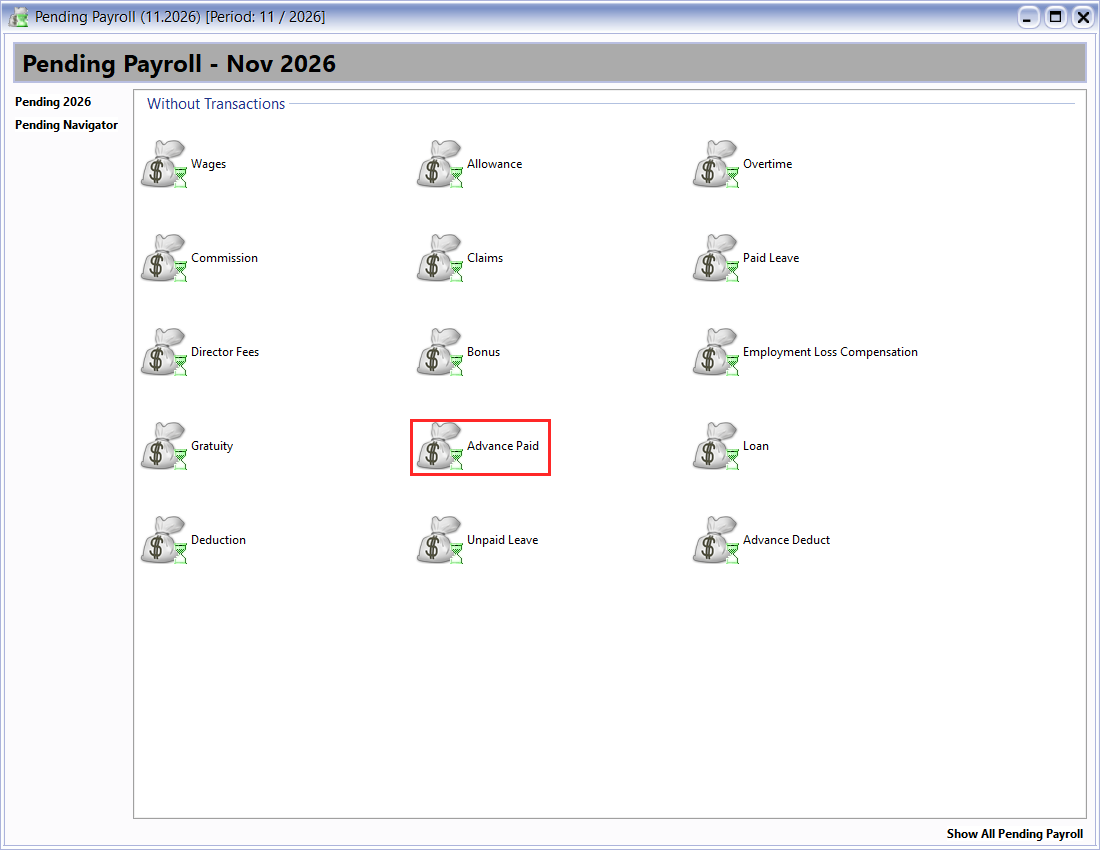 Pending Payroll (11.2026) [Period: 11 / 2026]
Pending Payroll - Nov 2026
Pending 2026
Pending Navigator
Without Transactions
Wages
Allowance
Overtime
Commission
Claims
Paid Leave
Director Fees
Bonus
Employment Loss Compensation
Gratuity
Advance Paid
Loan
Deduction
Unpaid Leave
Advance Deduct
Show All Pending Payroll